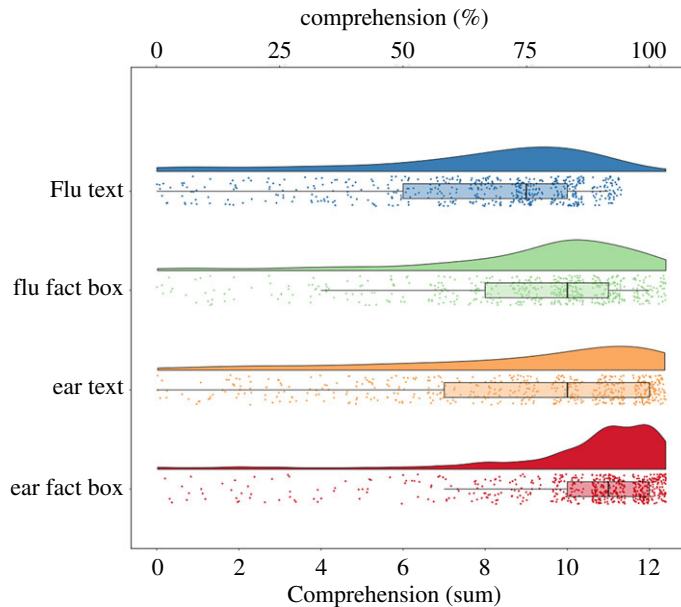 comprehension (%)
0 25 50 75 100
Flu text
flu fact box
ear text
ear fact box
0 2 4 6 8 10 12
Comprehension (sum)